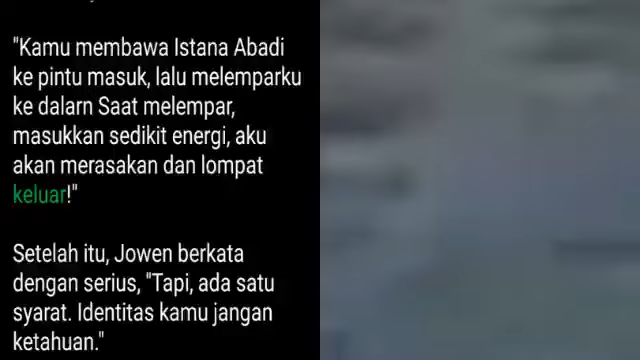 "Kamu membawa Istana Abadi
ke pintu masuk, lalu melemparku
ke dalarn Saat melempar,
masukkan sedikit energi, aku
akan merasakan dan lompat
keluar!"
Setelah itu, Jowen berkata
dengan serius, "Tapi, ada satu
syarat. Identitas kamu jangan
ketahuan."